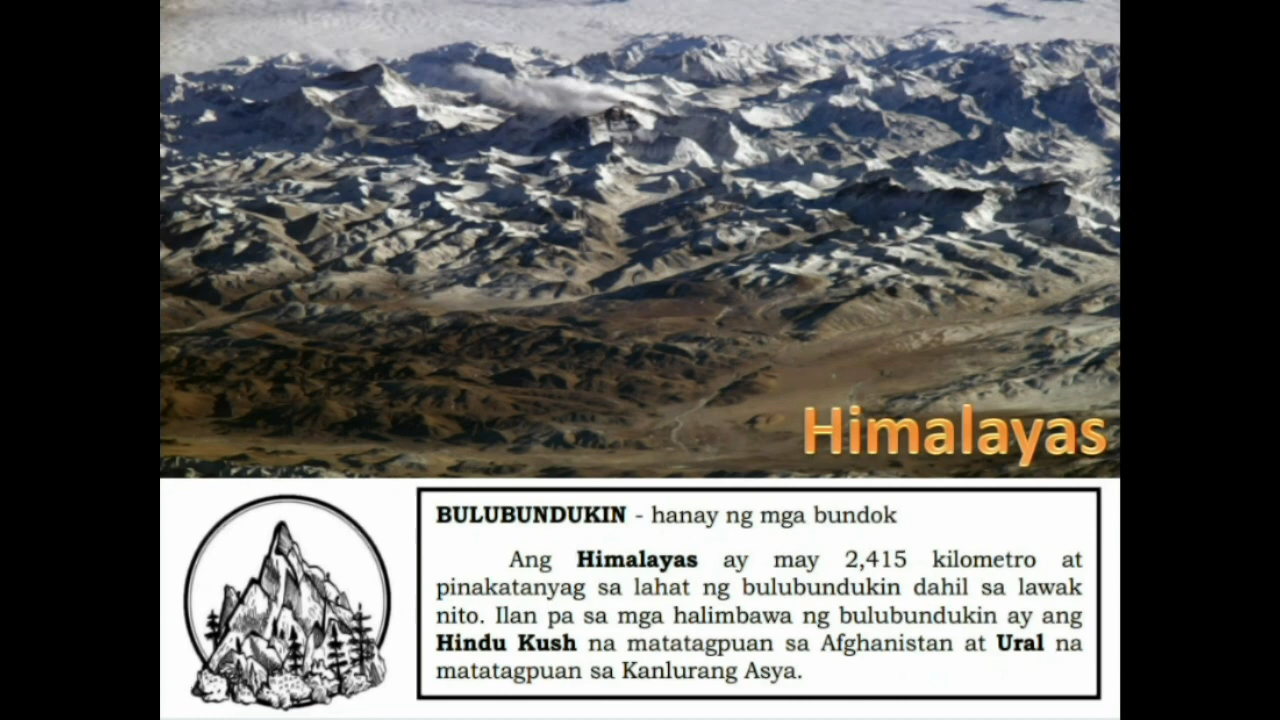 Himalayas
BULUBUNDUKIN - hanay ng mga bundok
Ang Himalayas ay may 2,415 kilometro at
pinakatanyag sa lahat ng bulubundukin dahil sa lawak
nito. Ilan pa sa mga halimbawa ng bulubundukin ay ang
Hindu Kush na matatagpuan sa Afghanistan at Ural na
matatagpuan sa Kanlurang Asya.